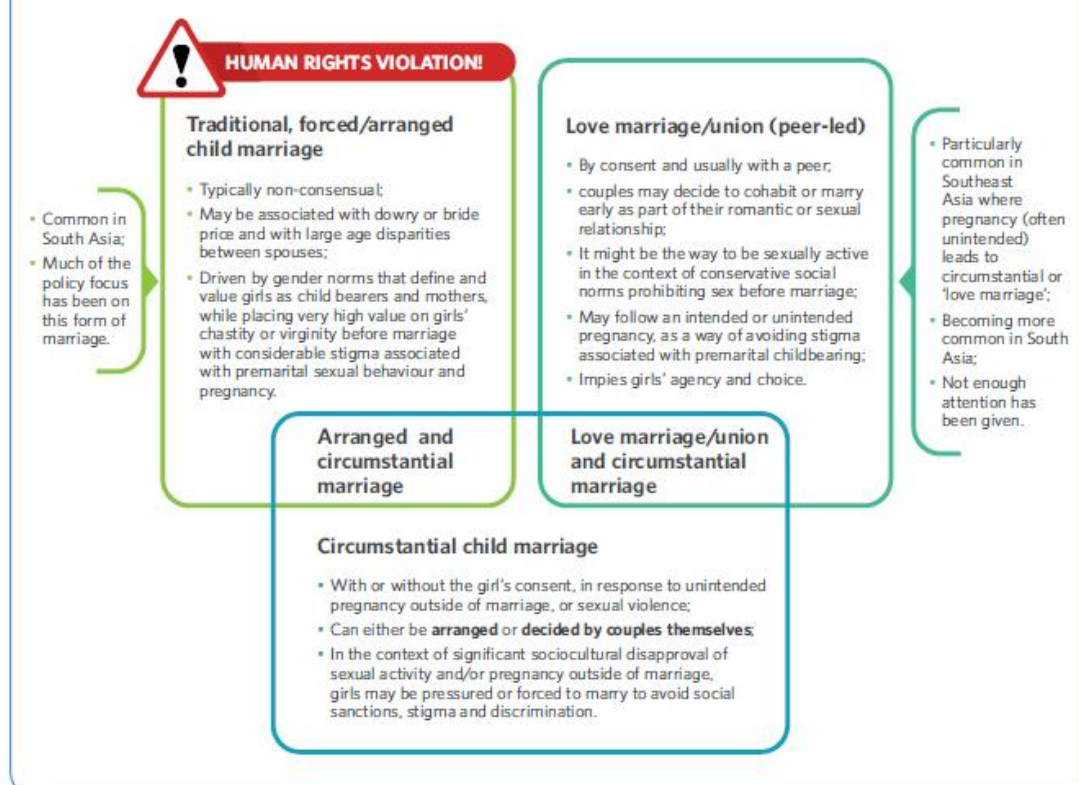 HUMAN RIGHTS VIOLATION!
Traditional, forced/arranged
child marriage
• Typically non-consensual;
• May be associated with dowry or bride
price and with large age disparities
between spouses;
• Driven by gender norms that define and
value girls as child bearers and mothers,
while placing very high value on girls'
chastity or virginity before marriage
with considerable stigma associated
with premarital sexual behaviour and
pregnancy.
• Common in
South Asia;
• Much of the
policy focus
has been on
this form of
marriage.
Love marriage/union (peer-led)
• By consent and usually with a peer;
• couples may decide to cohabit or marry
early as part of their romantic or sexual
relationship;
• It might be the way to be sexually active
in the context of conservative social
norms prohibiting sex before marriage;
• May follow an intended or unintended
pregnancy, as a way of avoiding stigma
associated with premarital childbearing;
• Impies girls' agency and choice.
• Particularly
common in
Southeast
Asia where
pregnancy (often
unintended)
leads to
circumstantial or
'love marriage';
• Becoming more
common in South
Asia;
• Not enough
attention has
been given.
Arranged and
circumstantial
marriage
Love marriage/union
and circumstantial
marriage
Circumstantial child marriage
• With or without the girl's consent, in response to unintended
pregnancy outside of marriage, or sexual violence;
• Can either be arranged or decided by couples themselves;
• In the context of significant sociocultural disapproval of
sexual activity and/or pregnancy outside of marriage,
girls may be pressured or forced to marry to avoid social
sanctions, stigma and discrimination.